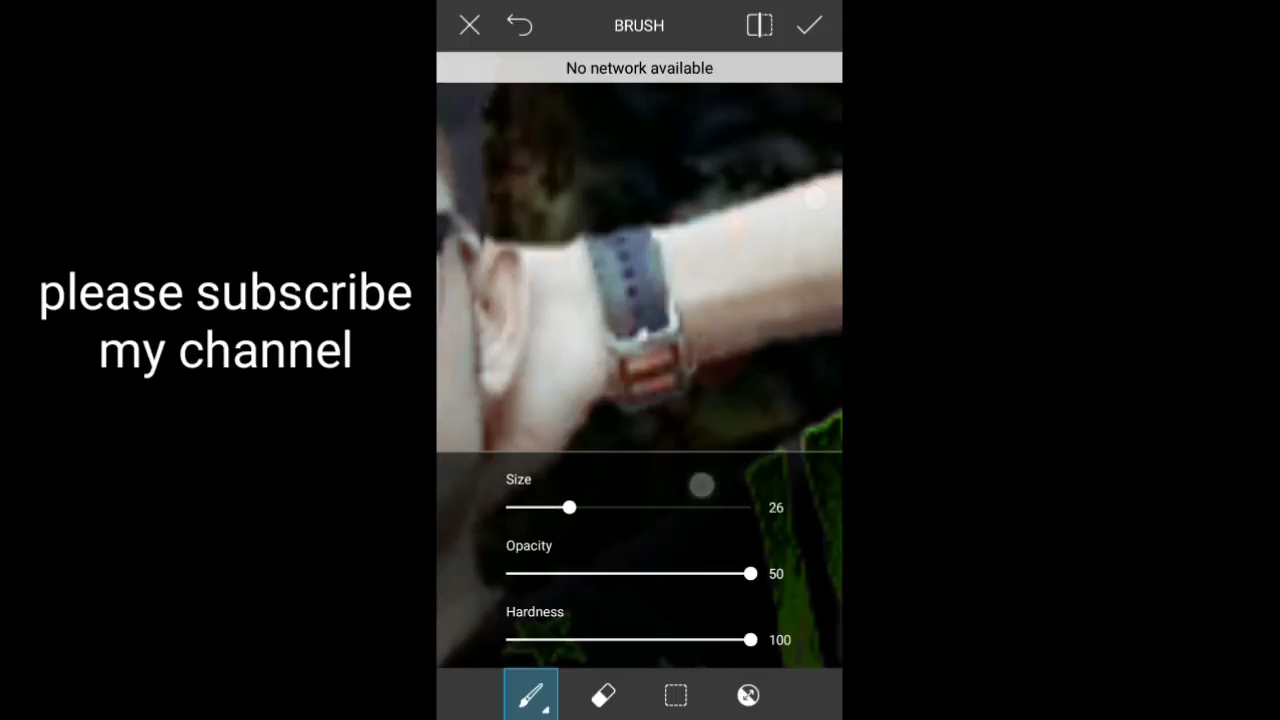 BRUSH
No network available
please subscribe
my channel
Size
26
Opacity
50
Hardness
100